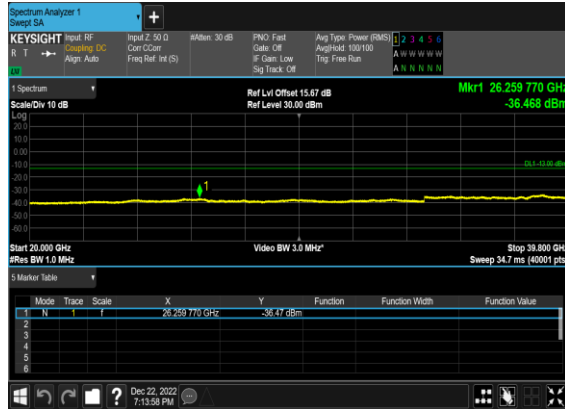 Spectrum Analyzer 1
Swept SA
+
KEYSIGHT Input: RF Input Z: 50 Ω #Atten: 30 dB PNO: Fast Avg Type: Power (RMS) 1 2 3 4 5 6
R T Coupling: DC Corr CCorr Gate: Off Avg|Hold: 100/100 A W W W W W
Align: Auto Freq Ref: Int (S) IF Gain: Low Trig: Free Run
Sig Track: Off A N N N N N
1 Spectrum
Ref Lvl Offset 15.67 dB Mkr1 26.259 770 GHz
Scale/Div 10 dB Ref Level 30.00 dBm -36.468 dBm
Log
20.0
10.0
0.00
-10.0
DL1 -13.00 dBm
-20.0
1
-30.0
-40.0
-50.0
-60.0
Start 20.000 GHz Video BW 3.0 MHz* Stop 39.800 GHz
#Res BW 1.0 MHz Sweep 34.7 ms (40001 pts)
5 Marker Table
Mode Trace Scale X Y Function Function Width Function Value
1 N 1 f 26.259 770 GHz -36.47 dBm
2
3
4
5
6
? Dec 22, 2022
7:13:58 PM